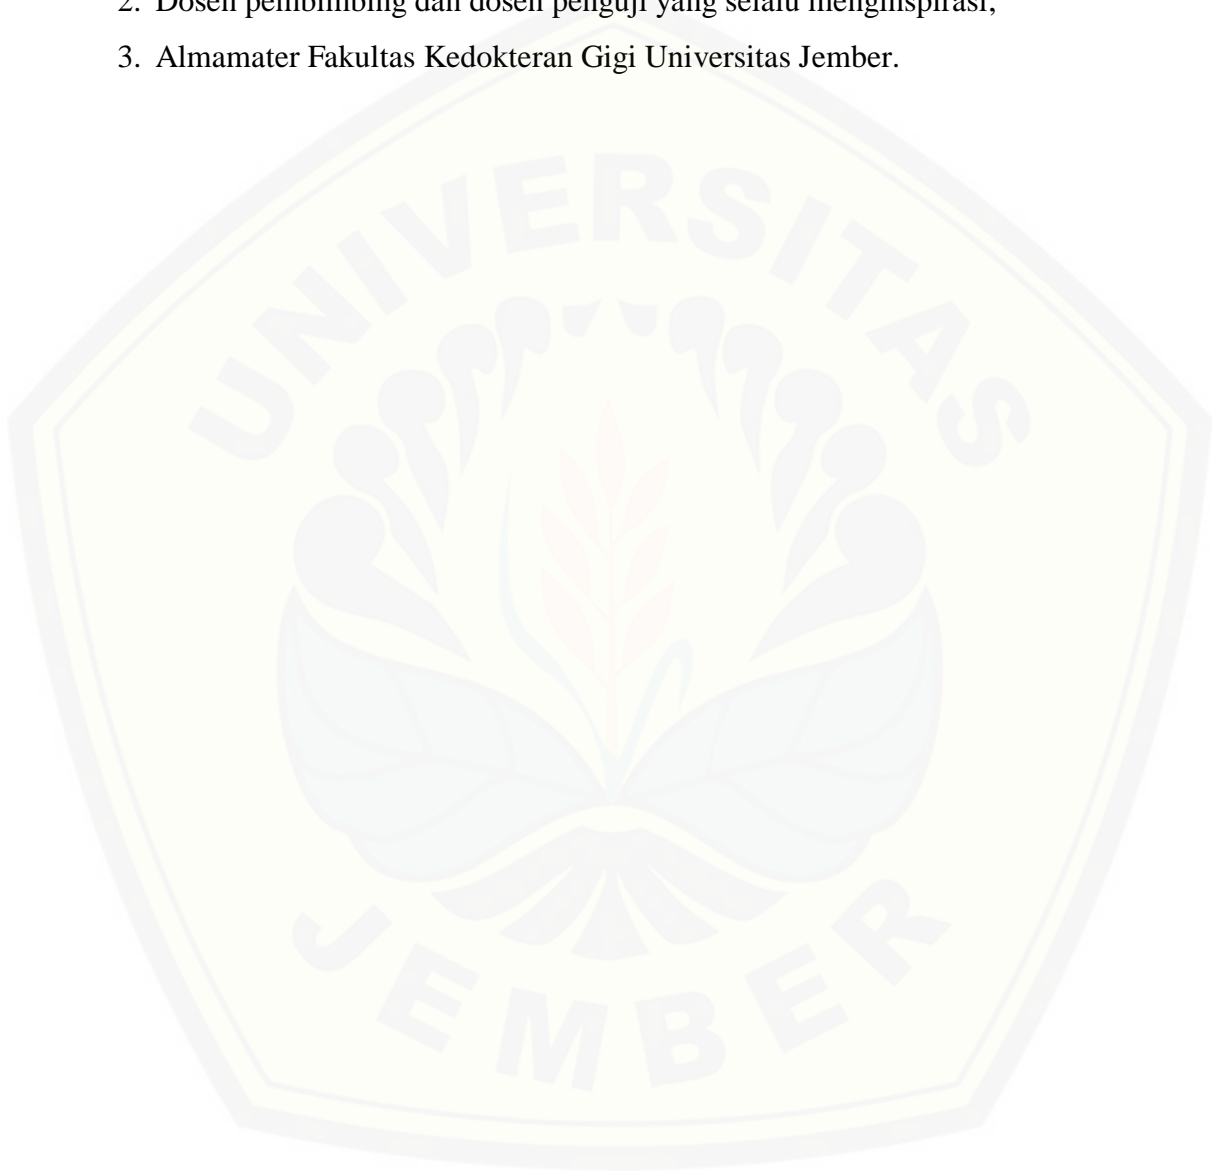 2. Dosen pembimbing dan dosen penguji yang selalu menginspirasi;
3. Almamater Fakultas Kedokteran Gigi Universitas Jember.
UNIVERSITAS
JEMBER